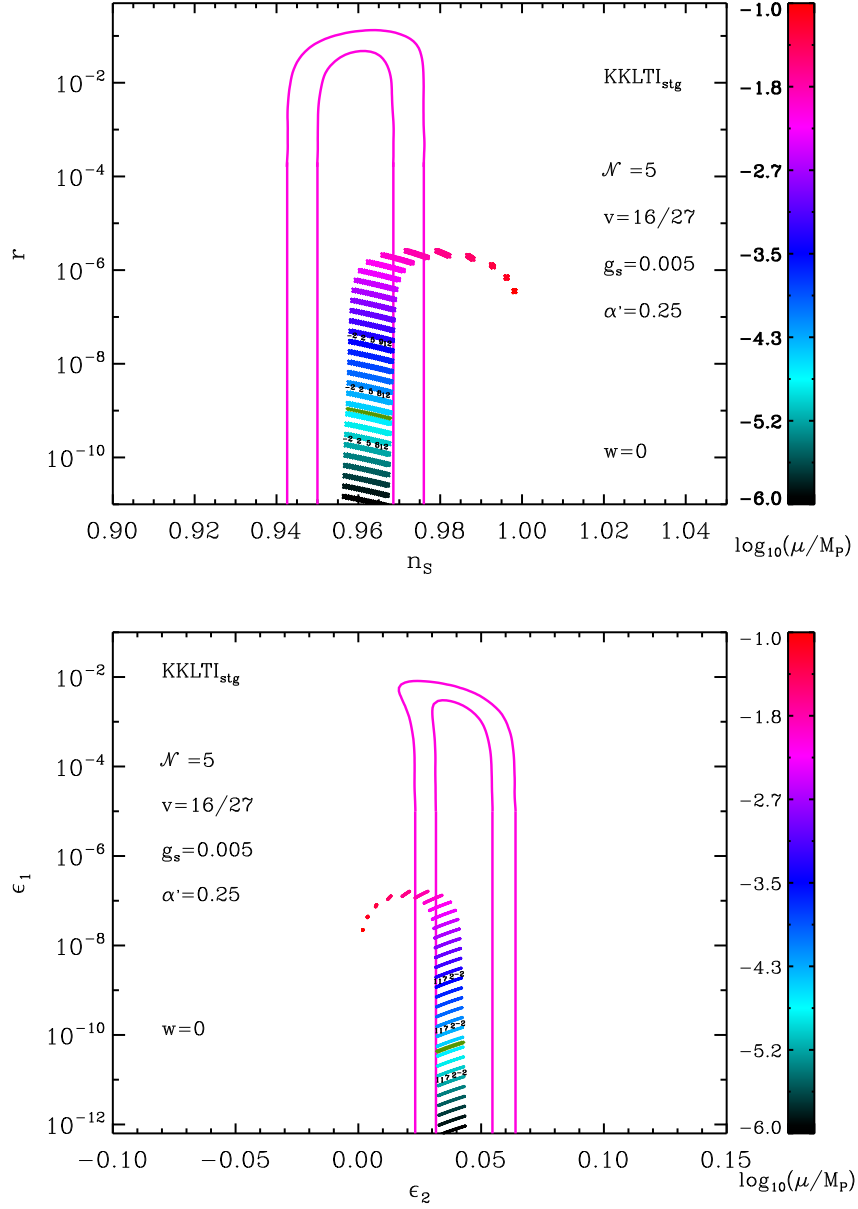 KKLTI_stg
𝒩 =5
v=16/27
g_s=0.005
α'=0.25
w=0
r
10^−2
10^−4
10^−6
10^−8
10^−10
0.90 0.92 0.94 0.96 0.98 1.00 1.02 1.04
n_S
-1.0
-1.8
-2.7
-3.5
-4.3
-5.2
-6.0
log_10(μ/M_P)
KKLTI_stg
𝒩 =5
v=16/27
g_s=0.005
α'=0.25
w=0
ϵ_1
10^−2
10^−4
10^−6
10^−8
10^−10
10^−12
−0.10 −0.05 0.00 0.05 0.10 0.15
ϵ_2
-1.0
-1.8
-2.7
-3.5
-4.3
-5.2
-6.0
log_10(μ/M_P)